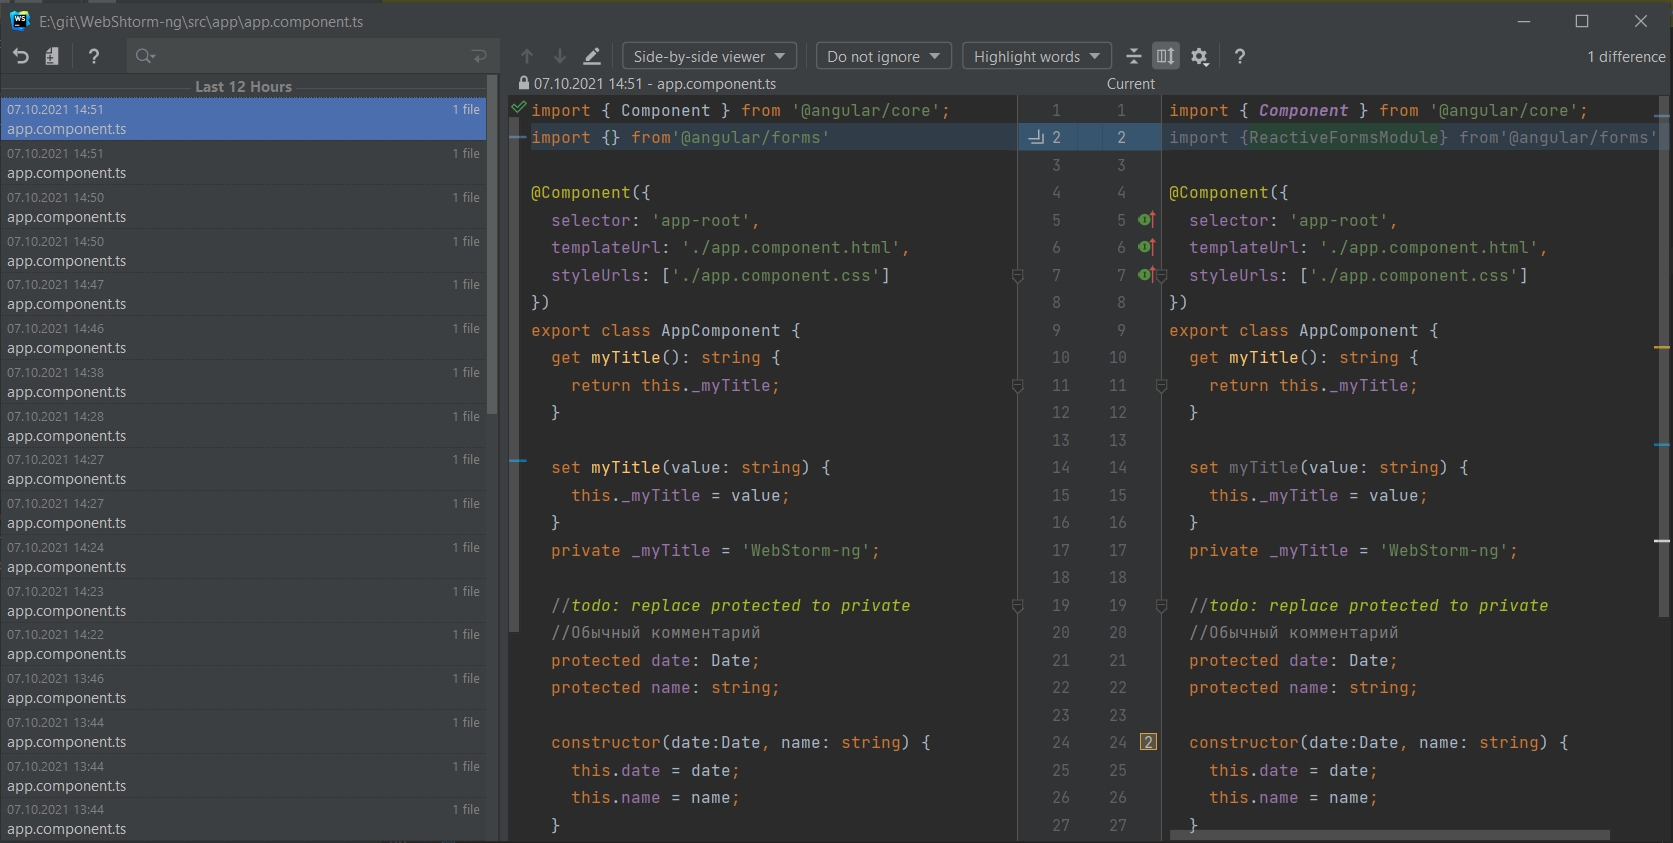 E:\git\WebShtorm-ng\src\app\app.component.ts
Side-by-side viewer Do not ignore Highlight words 1 difference
Last 12 Hours
07.10.2021 14:51 1 file
app.component.ts
07.10.2021 14:51 1 file
app.component.ts
07.10.2021 14:50 1 file
app.component.ts
07.10.2021 14:50 1 file
app.component.ts
07.10.2021 14:47 1 file
app.component.ts
07.10.2021 14:46 1 file
app.component.ts
07.10.2021 14:38 1 file
app.component.ts
07.10.2021 14:28 1 file
app.component.ts
07.10.2021 14:27 1 file
app.component.ts
07.10.2021 14:27 1 file
app.component.ts
07.10.2021 14:24 1 file
app.component.ts
07.10.2021 14:23 1 file
app.component.ts
07.10.2021 14:22 1 file
app.component.ts
07.10.2021 13:46 1 file
app.component.ts
07.10.2021 13:44 1 file
app.component.ts
07.10.2021 13:44 1 file
app.component.ts
07.10.2021 13:44 1 file
app.component.ts
07.10.2021 14:51 - app.component.ts
import { Component } from '@angular/core'; 1
import {} from'@angular/forms' 2
3
@Component({ 4
selector: 'app-root', 5
templateUrl: './app.component.html', 6
styleUrls: ['./app.component.css'] 7
}) 8
export class AppComponent { 9
get myTitle(): string { 10
return this._myTitle; 11
} 12
13
set myTitle(value: string) { 14
this._myTitle = value; 15
} 16
private _myTitle = 'WebStorm-ng'; 17
18
//todo: replace protected to private 19
//Обычный комментарий 20
protected date: Date; 21
protected name: string; 22
23
constructor(date:Date, name: string) { 24
this.date = date; 25
this.name = name; 26
} 27
Current
1 import { Component } from '@angular/core';
2 import {ReactiveFormsModule} from'@angular/forms'
3
4 @Component({
5 selector: 'app-root',
6 templateUrl: './app.component.html',
7 styleUrls: ['./app.component.css']
8 })
9 export class AppComponent {
10 get myTitle(): string {
11 return this._myTitle;
12 }
13
14 set myTitle(value: string) {
15 this._myTitle = value;
16 }
17 private _myTitle = 'WebStorm-ng';
18
19 //todo: replace protected to private
20 //Обычный комментарий
21 protected date: Date;
22 protected name: string;
23
24 2 constructor(date:Date, name: string) {
25 this.date = date;
26 this.name = name;
27 }